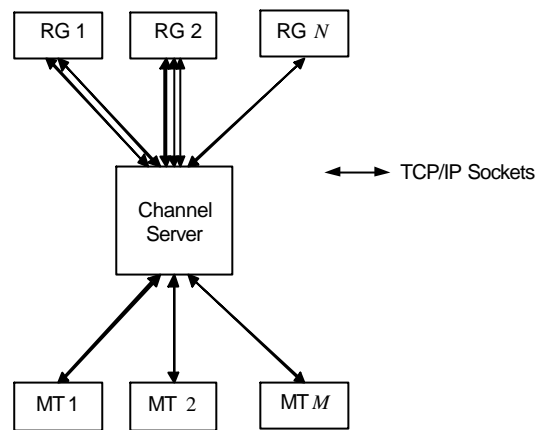 RG 1
RG 2
RG N
TCP/IP Sockets
Channel
Server
MT 1
MT 2
MT M